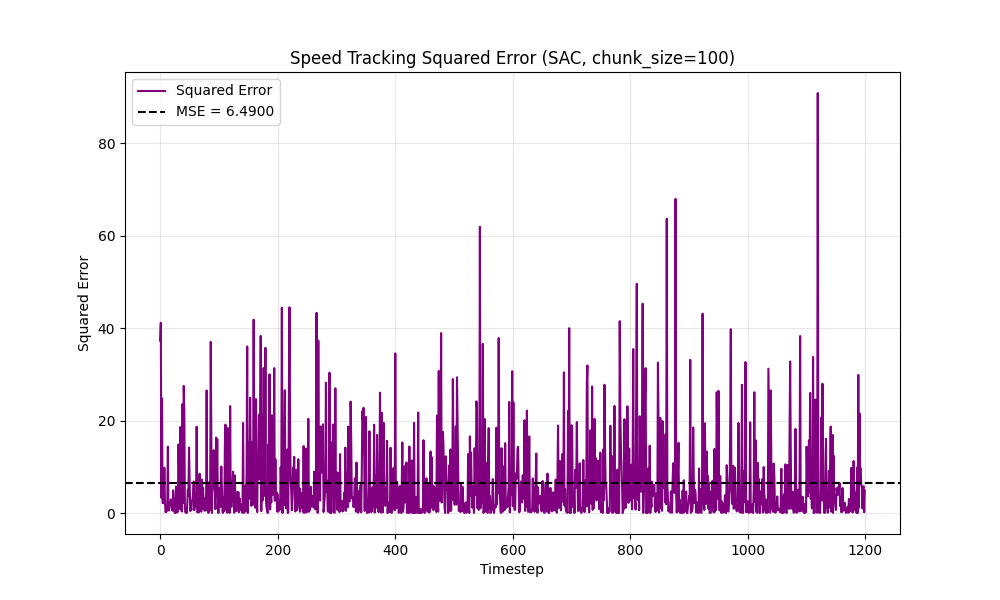 Speed Tracking Squared Error (SAC, chunk_size=100)
Squared Error
MSE = 6.4900
80
60
40
20
0
Squared Error
0 200 400 600 800 1000 1200
Timestep